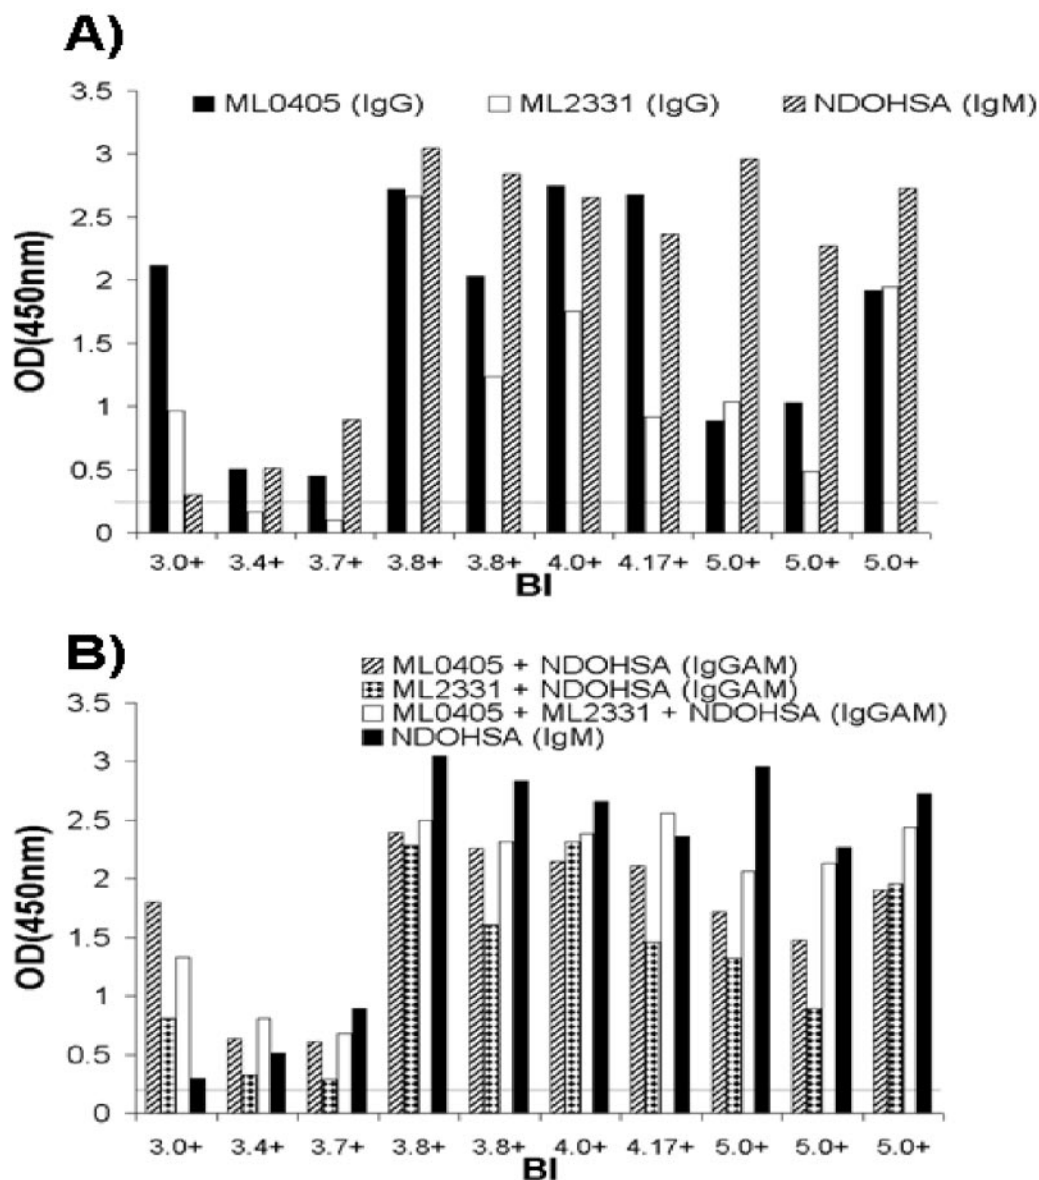 A)
3.5
ML0405 (IgG) ML2331 (IgG) NDOHSA (IgM)
3
2.5
2
1.5
1
0.5
0
OD(450nm)
3.0+ 3.4+ 3.7+ 3.8+ 3.8+ 4.0+ 4.17+ 5.0+ 5.0+ 5.0+
BI
B)
ML0405 + NDOHSA (IgGAM)
ML2331 + NDOHSA (IgGAM)
ML0405 + ML2331 + NDOHSA (IgGAM)
NDOHSA (IgM)
3.5
3
2.5
2
1.5
1
0.5
0
OD(450nm)
3.0+ 3.4+ 3.7+ 3.8+ 3.8+ 4.0+ 4.17+ 5.0+ 5.0+ 5.0+
BI